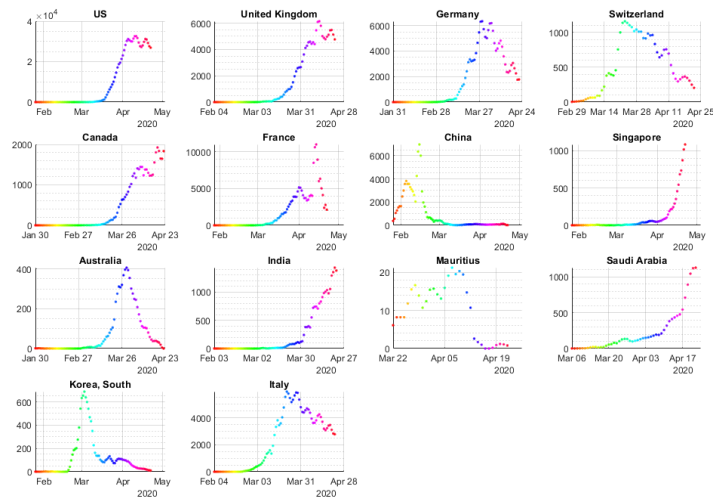 US
4 × 10⁴
2
0
Feb Mar Apr May
2020
United Kingdom
6000
4000
2000
0
Feb 04 Mar 03 Mar 31 Apr 28
2020
Germany
6000
4000
2000
0
Jan 31 Feb 28 Mar 27 Apr 24
2020
Switzerland
1000
500
0
Feb 29 Mar 14 Mar 28 Apr 11 Apr 25
2020
Canada
2000
1000
0
Jan 30 Feb 27 Mar 26 Apr 23
2020
France
10000
5000
0
Feb Mar Apr May
2020
China
6000
4000
2000
0
Feb Mar Apr May
2020
Singapore
1000
500
0
Feb Mar Apr May
2020
Australia
400
200
0
Jan 30 Feb 27 Mar 26 Apr 23
2020
India
1000
500
0
Feb 03 Mar 02 Mar 30 Apr 27
2020
Mauritius
20
10
0
Mar 22 Apr 05 Apr 19
2020
Saudi Arabia
1000
500
0
Mar 06 Mar 20 Apr 03 Apr 17
2020
Korea, South
600
400
200
0
Feb Mar Apr May
2020
Italy
4000
2000
0
Feb 04 Mar 03 Mar 31 Apr 28
2020